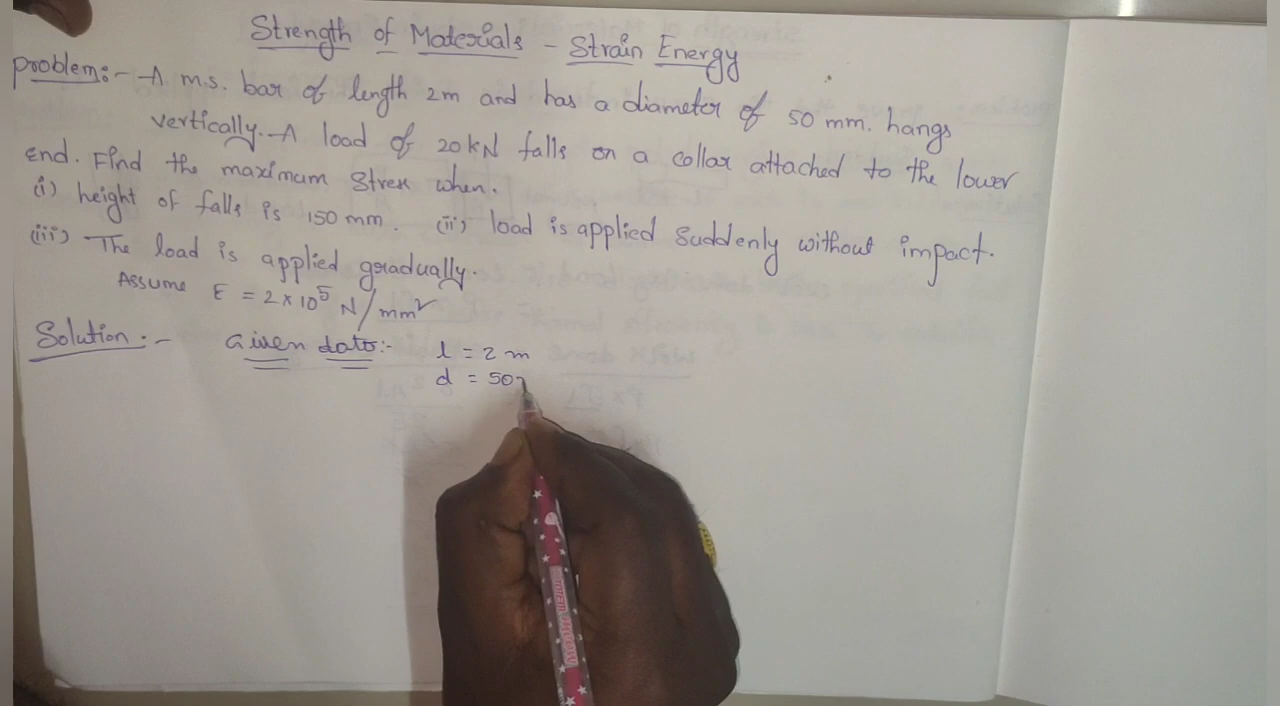 Strength of Materials - Strain Energy
problem:- A m.s. bar of length 2m and has a diameter of 50 mm. hangs
vertically. A load of 20kN falls on a collar attached to the lower
end. Find the maximum stress when.
(i) height of falls is 150 mm. (ii) load is applied suddenly without impact.
(iii) The load is applied gradually.
Assume E = 2×10⁵ N/mm²
Solution:- Given data:- l = 2 m
d = 50